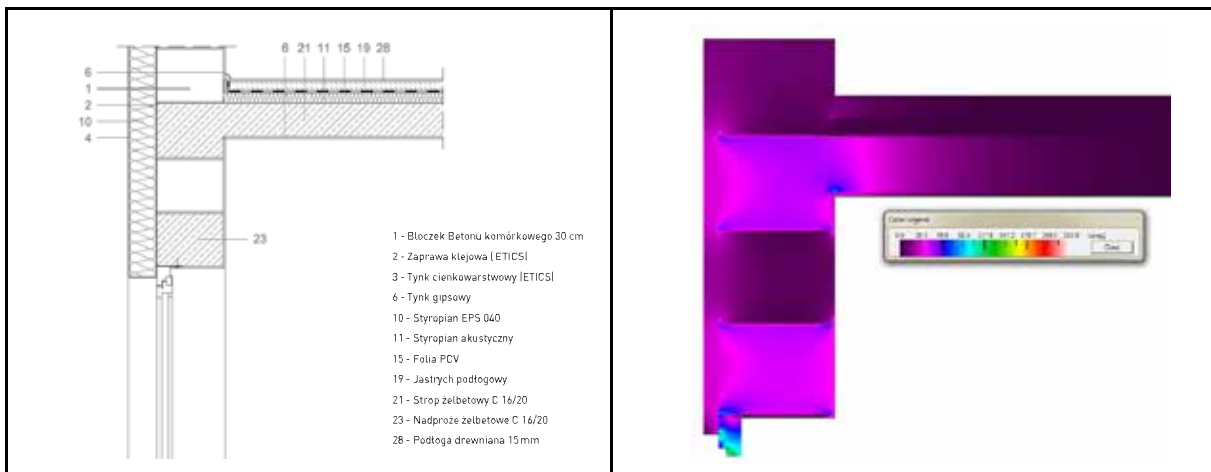 6 21 11 15 19 28
6
1
2
10
4
23
1 - Bloczek Betonu komórkowego 30 cm
2 - Zaprawa klejowa (ETICS)
3 - Tynk cienkowarstwowy (ETICS)
6 - Tynk gipsowy
10 - Styropian EPS 040
11 - Styropian akustyczny
15 - Folia PCV
19 - Jastrych podłogowy
21 - Strop żelbetowy C 16/20
23 - Nadproże żelbetowe C 16/20
28 - Podłoga drewniana 15mm